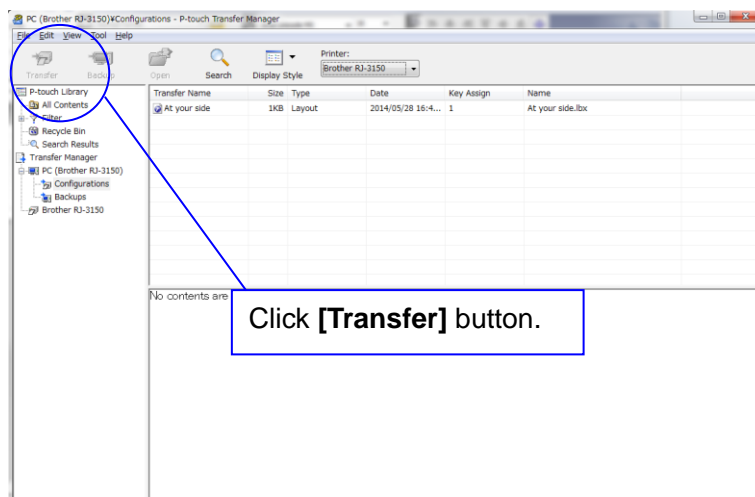 PC (Brother RJ-3150)¥Configurations - P-touch Transfer Manager
File Edit View Tool Help
Transfer Backup Open Search Display Style
Printer:
Brother RJ-3150
P-touch Library
All Contents
Filter
Recycle Bin
Search Results
Transfer Manager
PC (Brother RJ-3150)
Configurations
Backups
Brother RJ-3150
Transfer Name Size Type Date Key Assign Name
At your side 1KB Layout 2014/05/28 16:4... 1 At your side.lbx
No contents are
Click [Transfer] button.